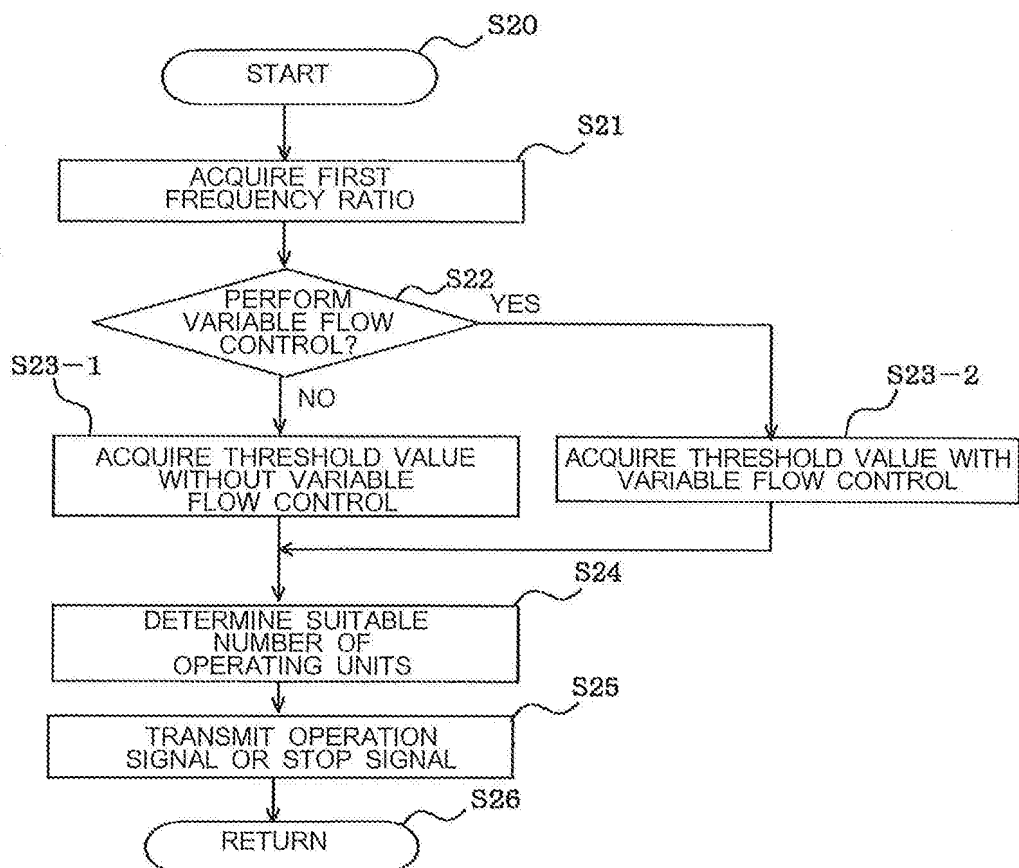 S20
START
S21
ACQUIRE FIRST
FREQUENCY RATIO
S22
PERFORM
VARIABLE FLOW
CONTROL?
YES
NO
S23-1
ACQUIRE THRESHOLD VALUE
WITHOUT VARIABLE
FLOW CONTROL
S23-2
ACQUIRE THRESHOLD VALUE WITH
VARIABLE FLOW CONTROL
S24
DETERMINE SUITABLE
NUMBER OF
OPERATING UNITS
S25
TRANSMIT OPERATION
SIGNAL OR STOP SIGNAL
S26
RETURN